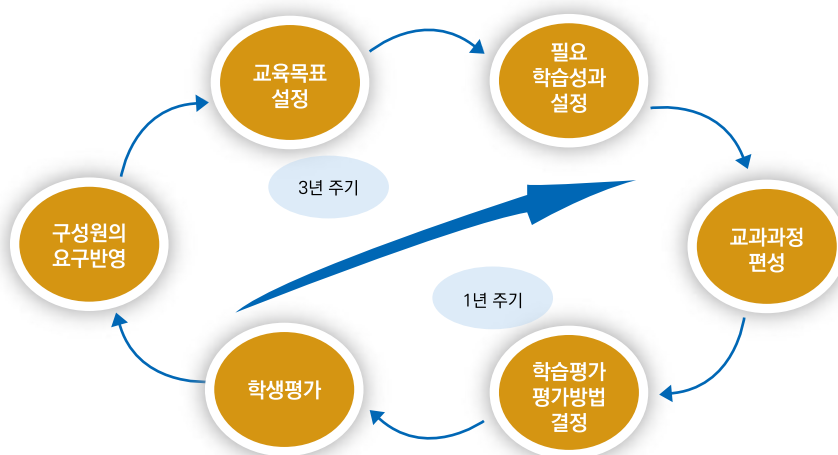 교육목표
설정
필요
학습성과
설정
3년 주기
구성원의
요구반영
교과과정
편성
1년 주기
학생평가
학습평가
평가방법
결정